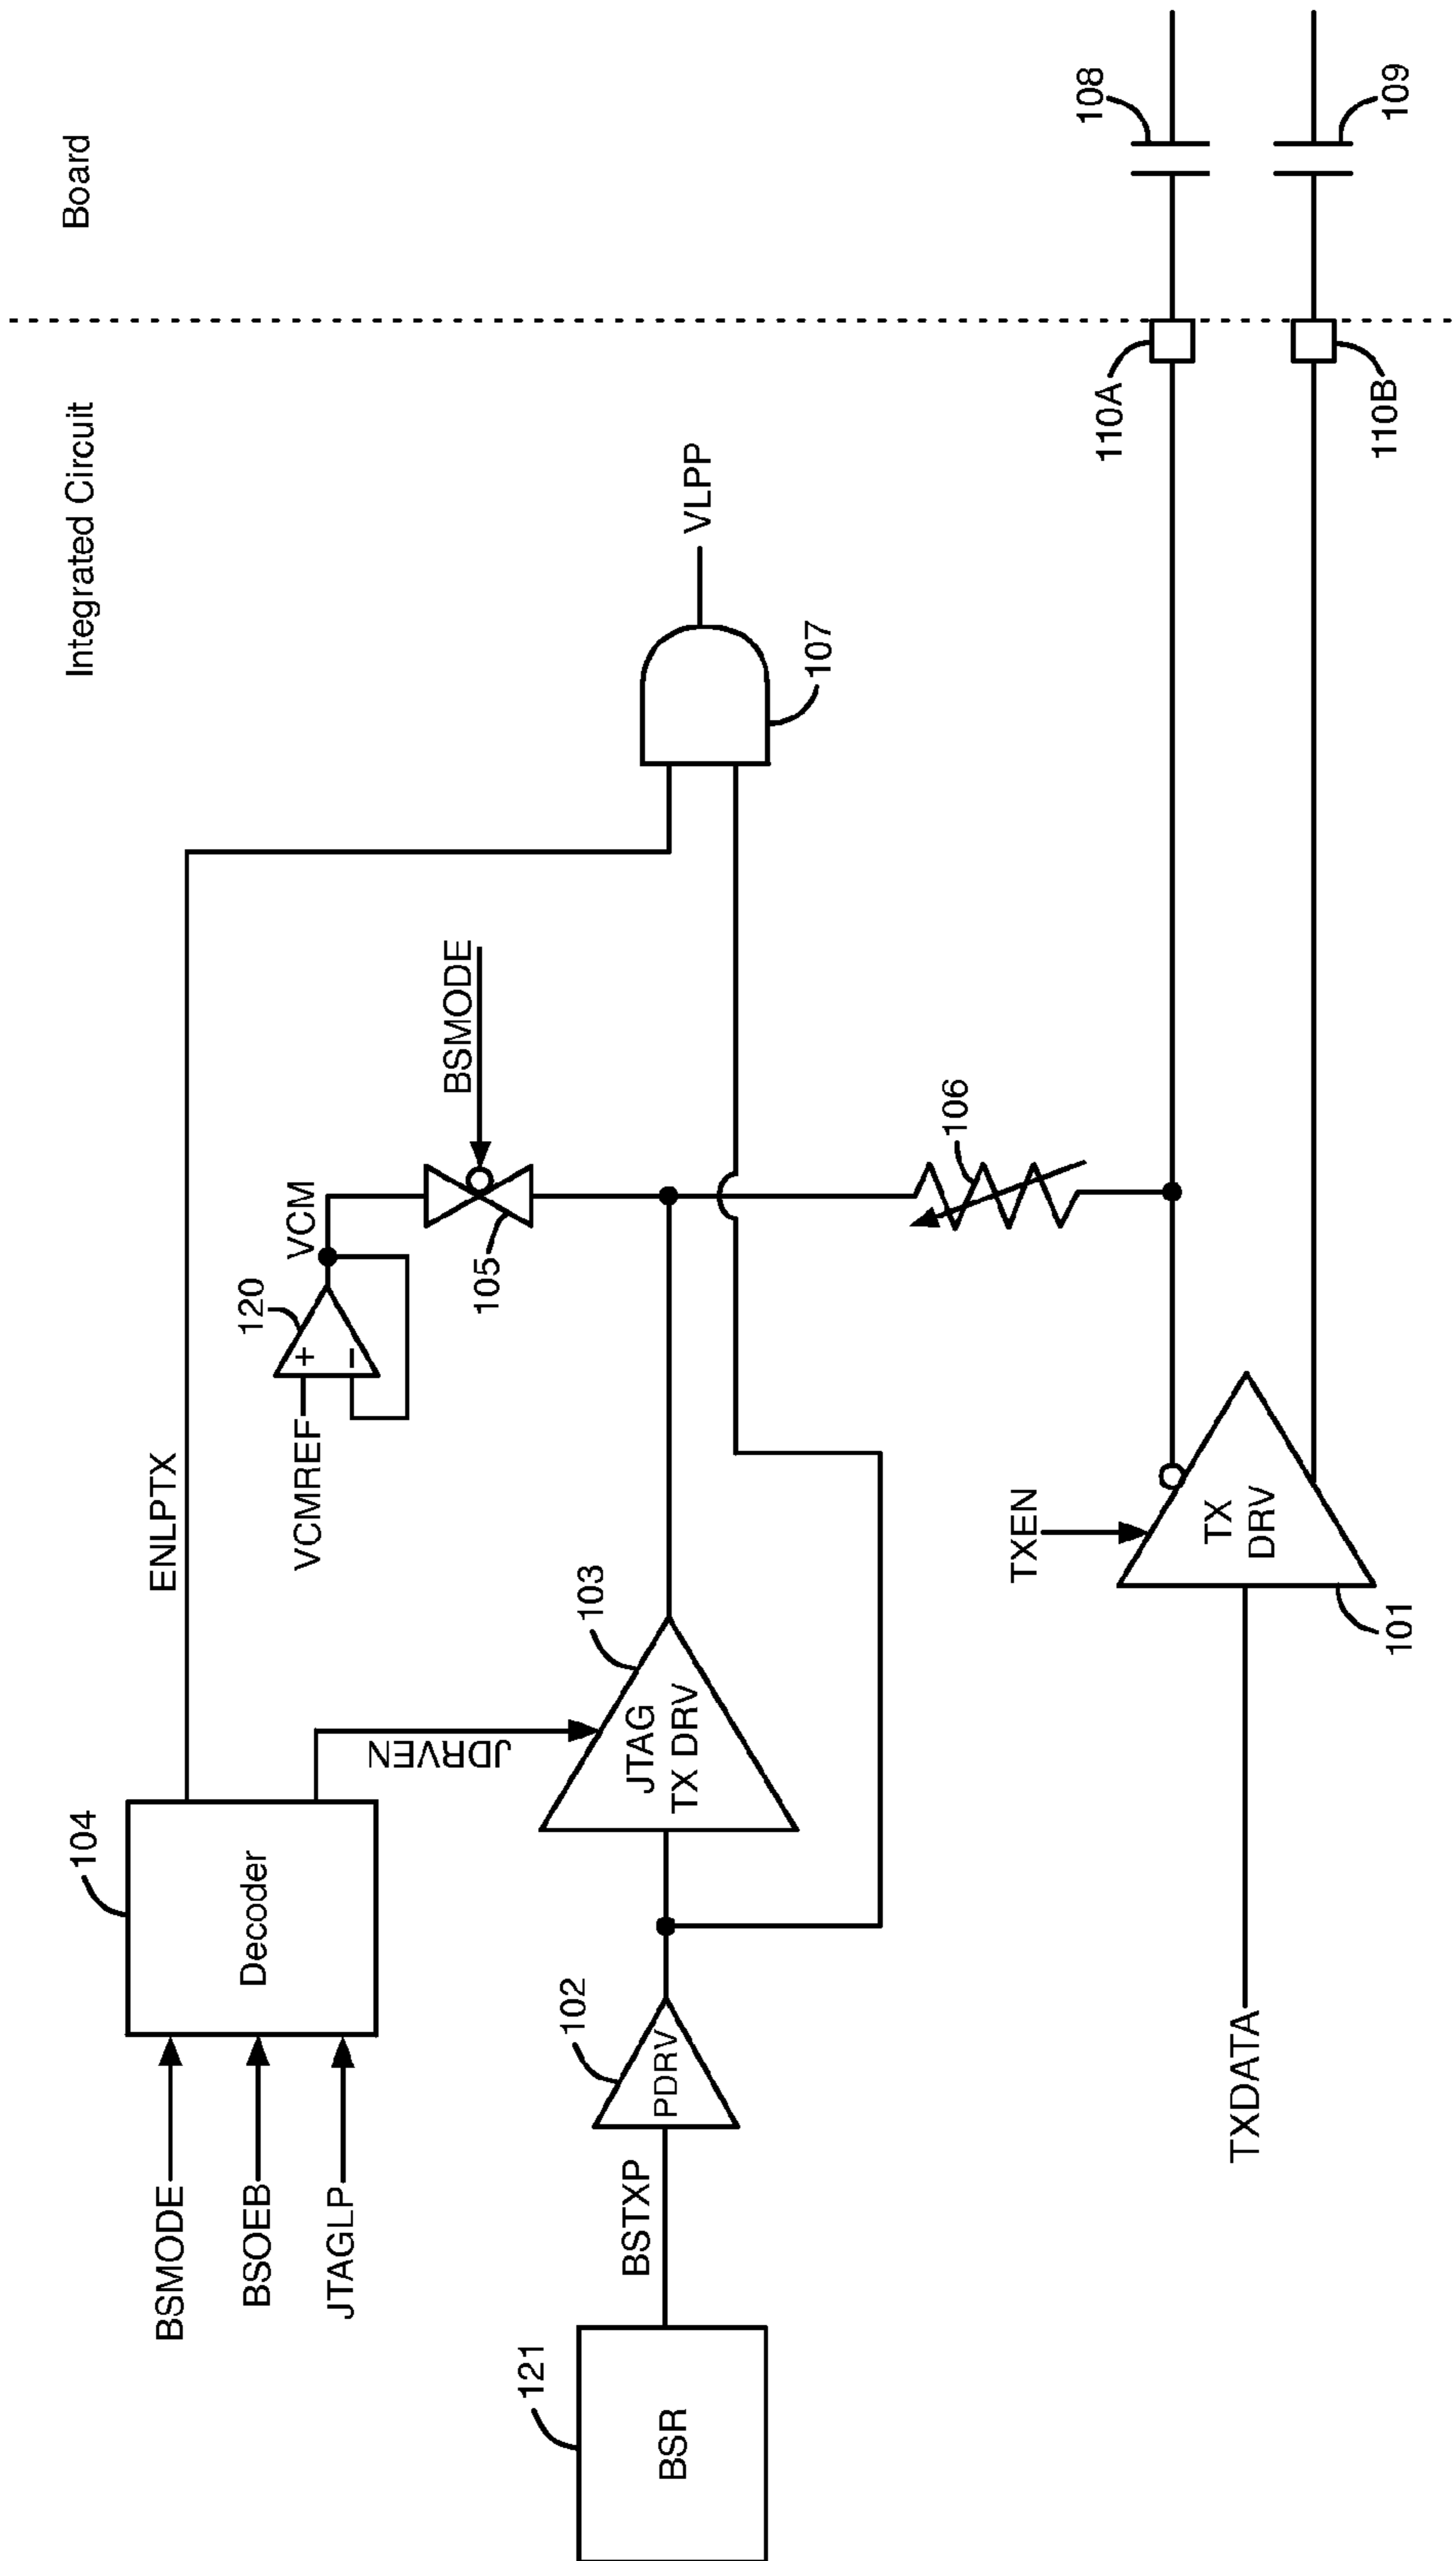 Integrated Circuit
Board
104
ENLPTX
BSMODE
BSOEB
JTAGLP
Decoder
JDRVEN
120
VCM
VCMREF
+
−
BSMODE
105
121
BSR
BSTXP
102
PDRV
103
JTAG
TX DRV
VLPP
107
106
TXEN
TXDATA
TX
DRV
101
110A
110B
108
109